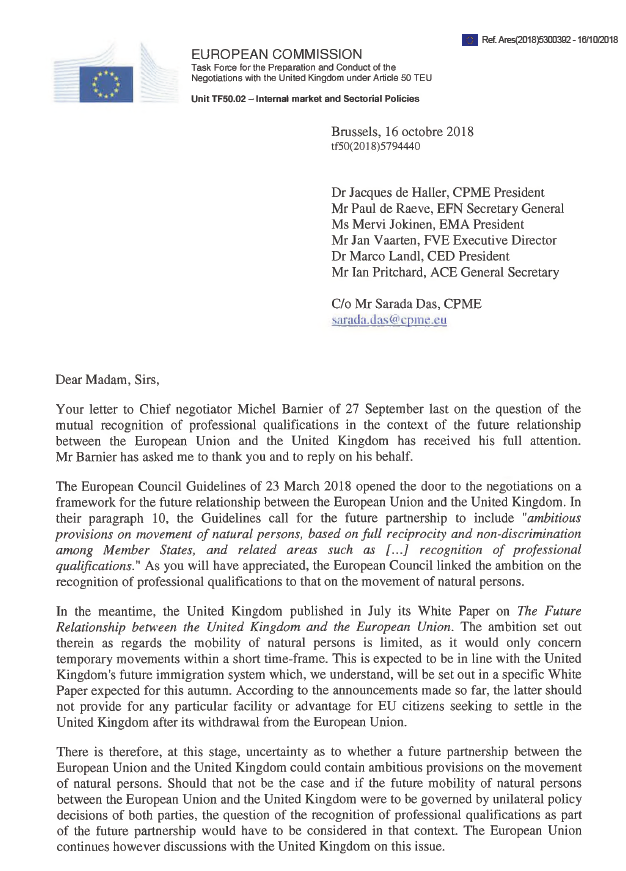 Ref. Ares(2018)5300392 - 16/10/2018
EUROPEAN COMMISSION
Task Force for the Preparation and Conduct of the
Negotiations with the United Kingdom under Article 50 TEU
Unit TF50.02 – Internal market and Sectorial Policies
Brussels, 16 octobre 2018
tf50(2018)5794440
Dr Jacques de Haller, CPME President
Mr Paul de Raeve, EFN Secretary General
Ms Mervi Jokinen, EMA President
Mr Jan Vaarten, FVE Executive Director
Dr Marco Landl, CED President
Mr Ian Pritchard, ACE General Secretary
C/o Mr Sarada Das, CPME
sarada.das@cpme.eu
Dear Madam, Sirs,
Your letter to Chief negotiator Michel Barnier of 27 September last on the question of the
mutual recognition of professional qualifications in the context of the future relationship
between the European Union and the United Kingdom has received his full attention.
Mr Barnier has asked me to thank you and to reply on his behalf.
The European Council Guidelines of 23 March 2018 opened the door to the negotiations on a
framework for the future relationship between the European Union and the United Kingdom. In
their paragraph 10, the Guidelines call for the future partnership to include "ambitious
provisions on movement of natural persons, based on full reciprocity and non-discrimination
among Member States, and related areas such as [...] recognition of professional
qualifications." As you will have appreciated, the European Council linked the ambition on the
recognition of professional qualifications to that on the movement of natural persons.
In the meantime, the United Kingdom published in July its White Paper on The Future
Relationship between the United Kingdom and the European Union. The ambition set out
therein as regards the mobility of natural persons is limited, as it would only concern
temporary movements within a short time-frame. This is expected to be in line with the United
Kingdom's future immigration system which, we understand, will be set out in a specific White
Paper expected for this autumn. According to the announcements made so far, the latter should
not provide for any particular facility or advantage for EU citizens seeking to settle in the
United Kingdom after its withdrawal from the European Union.
There is therefore, at this stage, uncertainty as to whether a future partnership between the
European Union and the United Kingdom could contain ambitious provisions on the movement
of natural persons. Should that not be the case and if the future mobility of natural persons
between the European Union and the United Kingdom were to be governed by unilateral policy
decisions of both parties, the question of the recognition of professional qualifications as part
of the future partnership would have to be considered in that context. The European Union
continues however discussions with the United Kingdom on this issue.